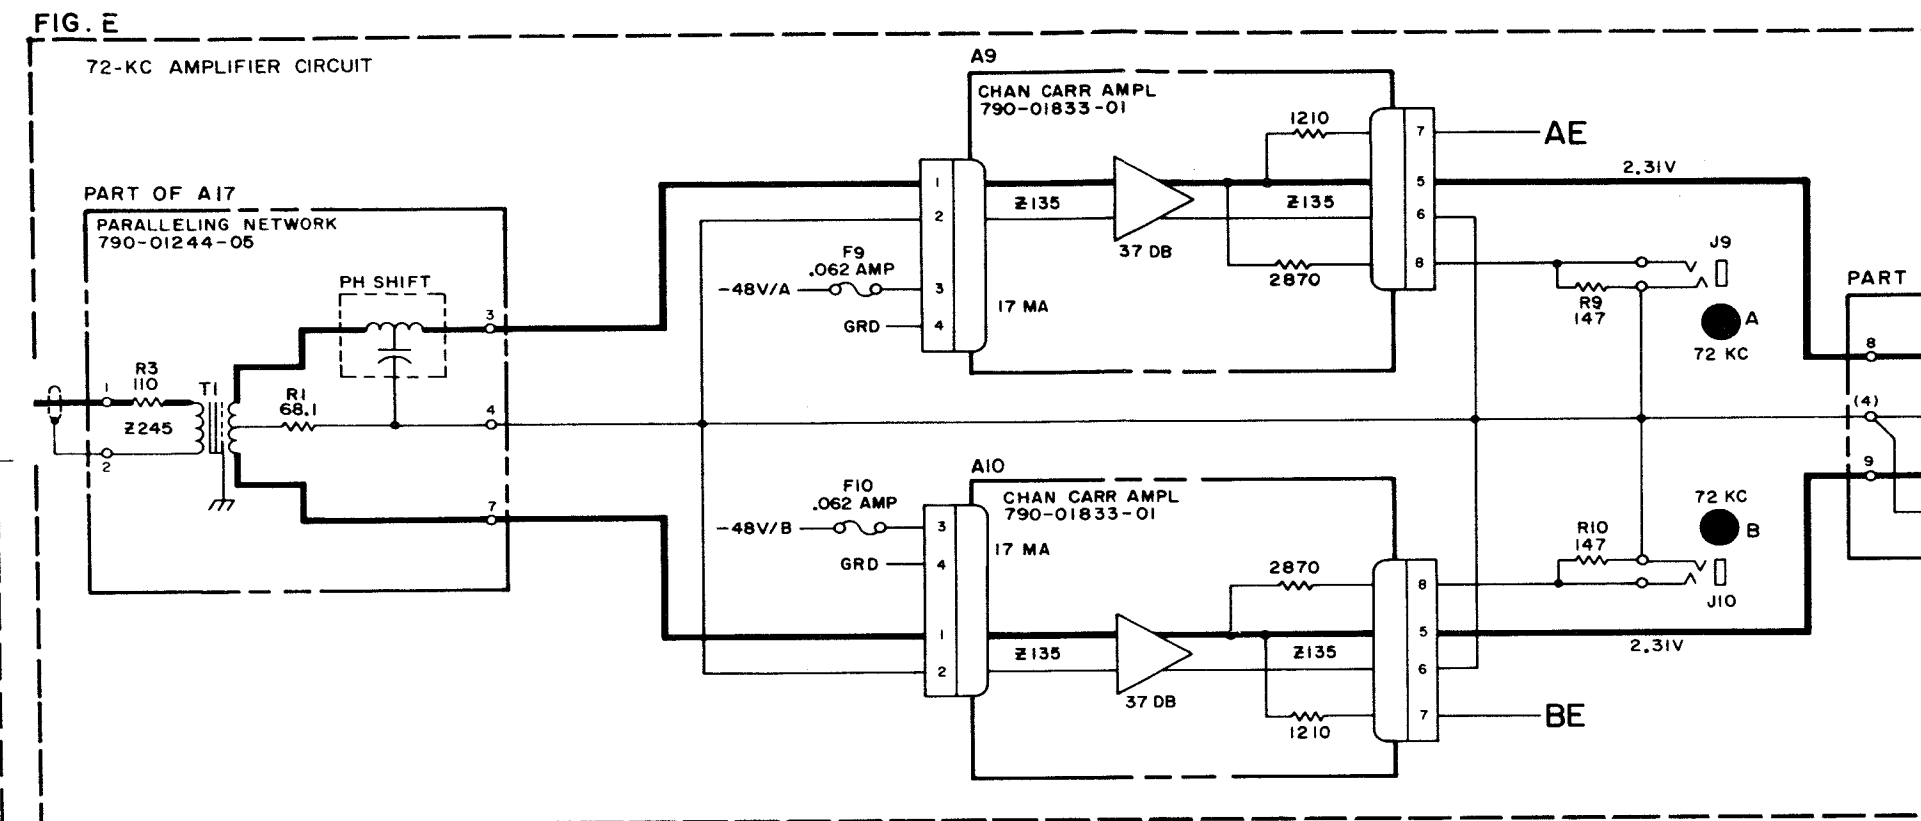 FIG. E
72-KC AMPLIFIER CIRCUIT
PART OF A17
PARALLELING NETWORK
790-01244-05
PH SHIFT
3
R3
110
1
T1
R1
68.1
4
Z245
2
7
A9
CHAN CARR AMPL
790-01833-01
1
2
3
4
Z135
F9
.062 AMP
-48V/A
GRD
17 MA
37 DB
1210
Z135
2870
7
5
6
8
AE
2.31V
J9
R9
147
A
72 KC
PART
8
(4)
9
A10
CHAN CARR AMPL
790-01833-01
F10
.062 AMP
-48V/B
GRD
3
4
1
2
17 MA
Z135
37 DB
2870
Z135
1210
8
5
6
7
BE
2.31V
72 KC
B
R10
147
J10